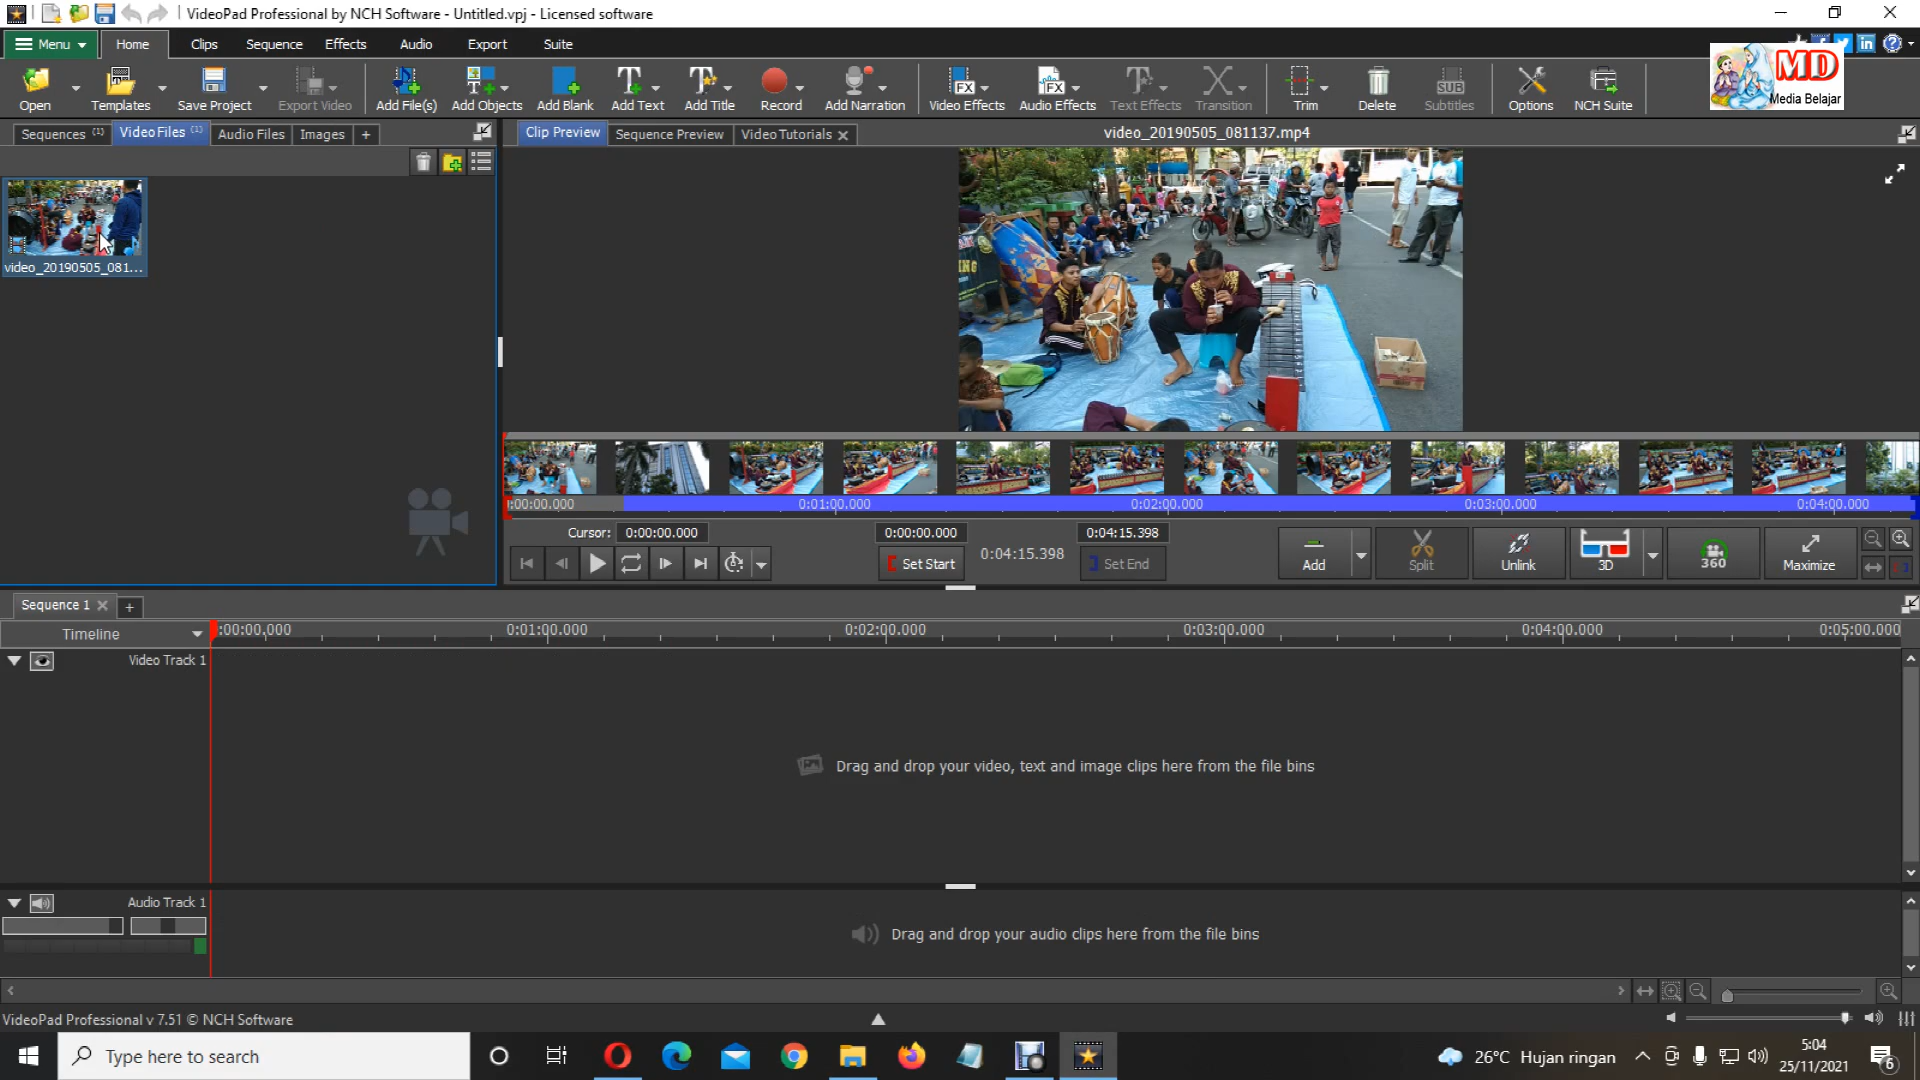 VideoPad Professional by NCH Software - Untitled.vpj - Licensed software
Menu Home Clips Sequence Effects Audio Export Suite
MD
Media Belajar
Open Templates Save Project Export Video Add File(s) Add Objects Add Blank Add Text Add Title Record Add Narration Video Effects Audio Effects Text Effects Transition Trim Delete Subtitles Options NCH Suite
Sequences (1) Video Files (1) Audio Files Images +
Clip Preview Sequence Preview Video Tutorials
video_20190505_081137.mp4
video_20190505_081...
:00:00.000 0:01:00.000 0:02:00.000 0:03:00.000 0:04:00.000
Cursor: 0:00:00.000 0:00:00.000 0:04:15.398
Set Start 0:04:15.398 Set End
Add Split Unlink 3D 360 Maximize
Sequence 1 +
Timeline :00:00.000 0:01:00.000 0:02:00.000 0:03:00.000 0:04:00.000 0:05:00.000
Video Track 1
Drag and drop your video, text and image clips here from the file bins
Audio Track 1
Drag and drop your audio clips here from the file bins
VideoPad Professional v 7.51 © NCH Software
Type here to search
26°C Hujan ringan
5:04
25/11/2021
6